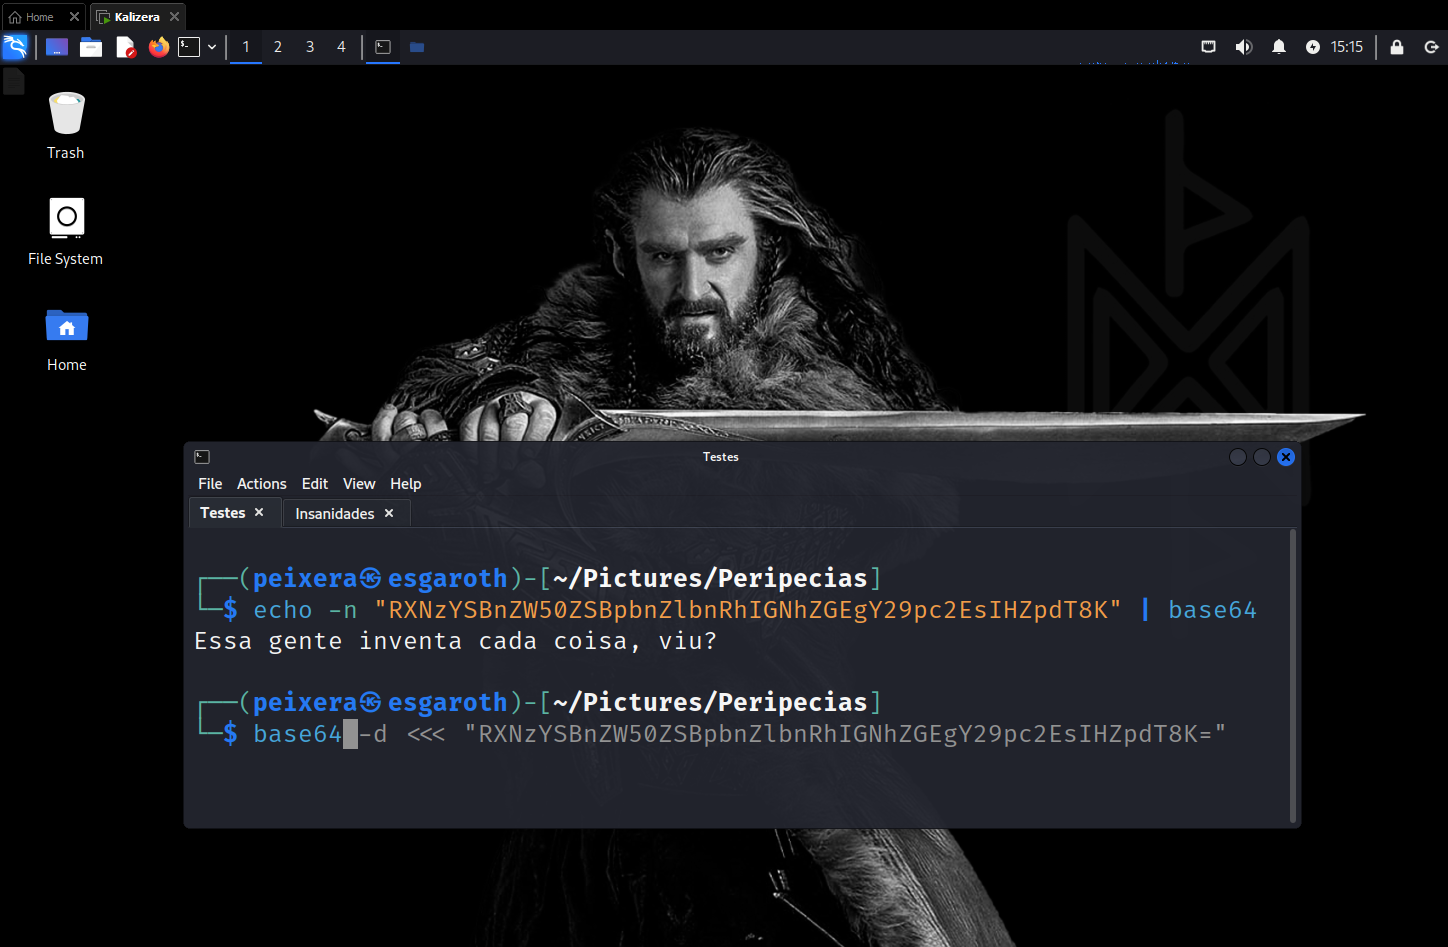 Home
Kalizera
1 2 3 4
15:15
Trash
File System
Home
Testes
File Actions Edit View Help
Testes
Insanidades
(peixera㉿esgaroth)-[~/Pictures/Peripecias]
$ echo -n "RXNzYSBnZW50ZSBpbnZlbnRhIGNhZGEgY29pc2EsIHZpdT8K" | base64
Essa gente inventa cada coisa, viu?
(peixera㉿esgaroth)-[~/Pictures/Peripecias]
$ base64 -d <<< "RXNzYSBnZW50ZSBpbnZlbnRhIGNhZGEgY29pc2EsIHZpdT8K="